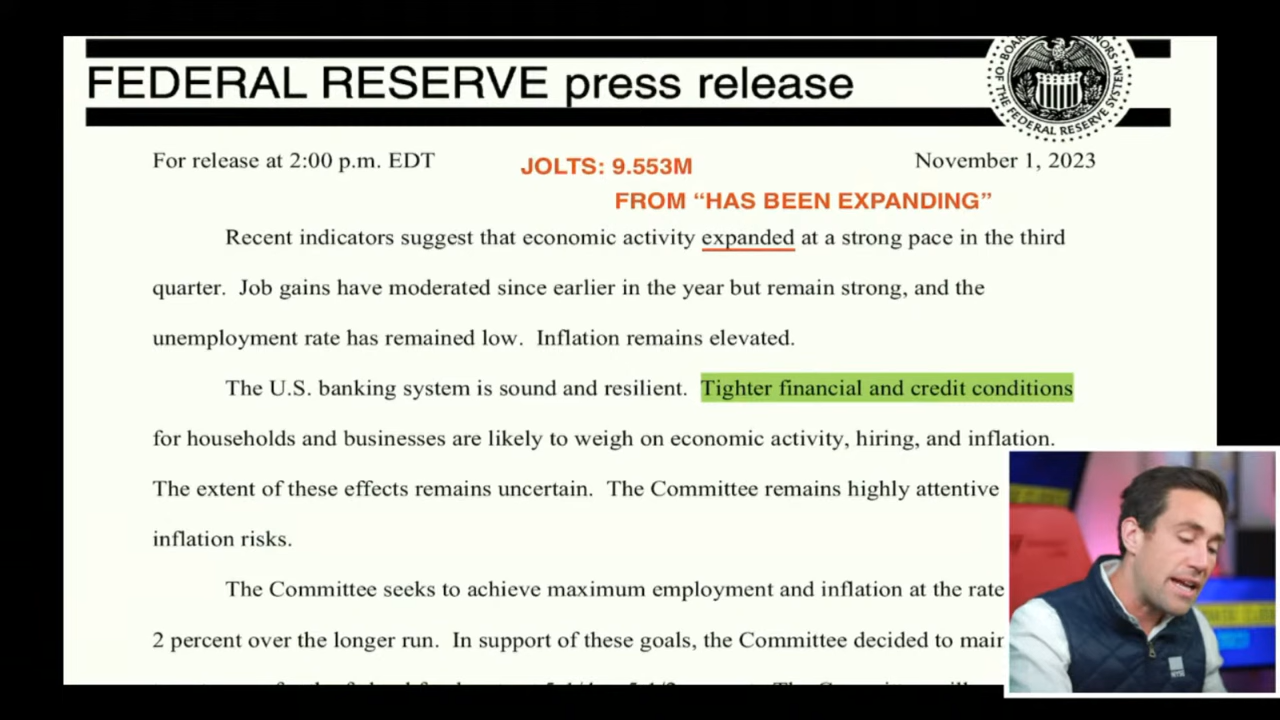 FEDERAL RESERVE press release
For release at 2:00 p.m. EDT
JOLTS: 9.553M
November 1, 2023
FROM “HAS BEEN EXPANDING”
Recent indicators suggest that economic activity expanded at a strong pace in the third
quarter. Job gains have moderated since earlier in the year but remain strong, and the
unemployment rate has remained low. Inflation remains elevated.
The U.S. banking system is sound and resilient. Tighter financial and credit conditions
for households and businesses are likely to weigh on economic activity, hiring, and inflation.
The extent of these effects remains uncertain. The Committee remains highly attentive
inflation risks.
The Committee seeks to achieve maximum employment and inflation at the rate
2 percent over the longer run. In support of these goals, the Committee decided to